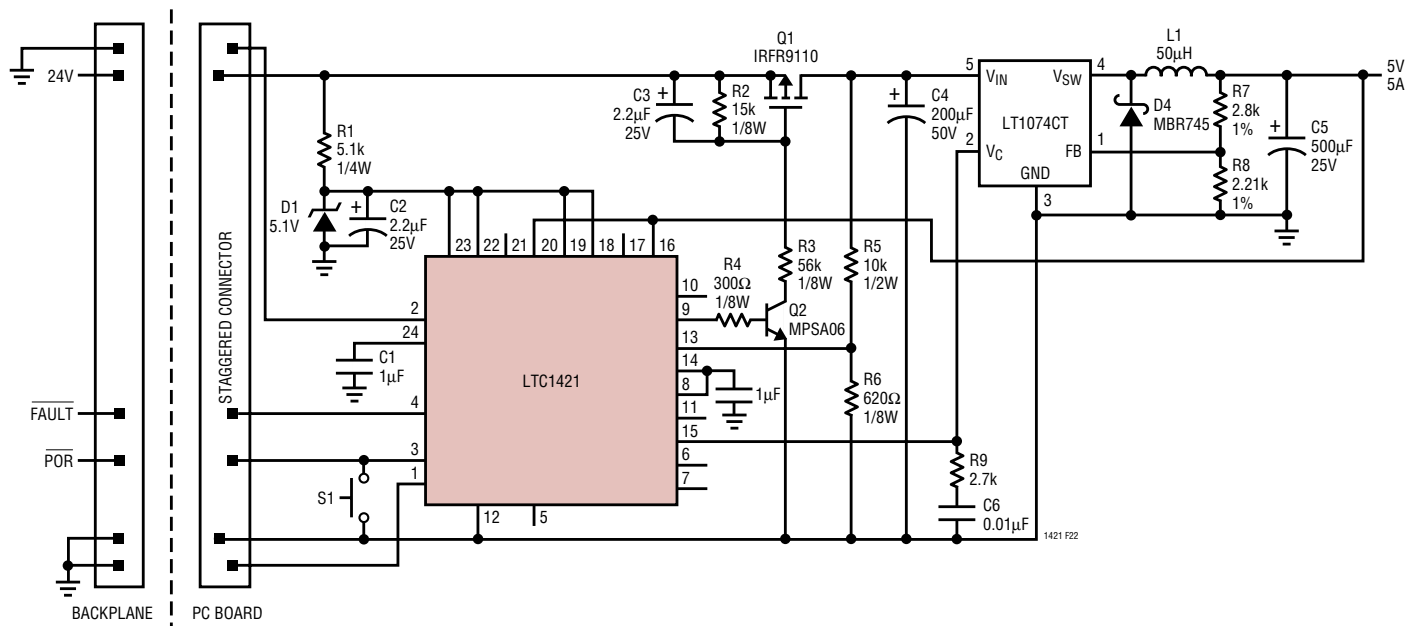 24V
FAULT
POR
BACKPLANE
PC BOARD
STAGGERED CONNECTOR
R1
5.1k
1/4W
D1
5.1V
C2
2.2µF
25V
C3
2.2µF
25V
+
R2
15k
1/8W
Q1
IRFR9110
C4
200µF
50V
+
5
VIN
VSW
4
LT1074CT
2
VC
FB
1
GND
3
L1
50µH
D4
MBR745
R7
2.8k
1%
R8
2.21k
1%
C5
500µF
25V
+
5V
5A
+
23
22
21
20
19
18
17
16
2
24
C1
1µF
4
3
1
S1
LTC1421
12
5
10
9
13
14
8
11
15
6
7
R4
300Ω
1/8W
R3
56k
1/8W
Q2
MPSA06
R5
10k
1/2W
1µF
R6
620Ω
1/8W
R9
2.7k
C6
0.01µF
1421 F22